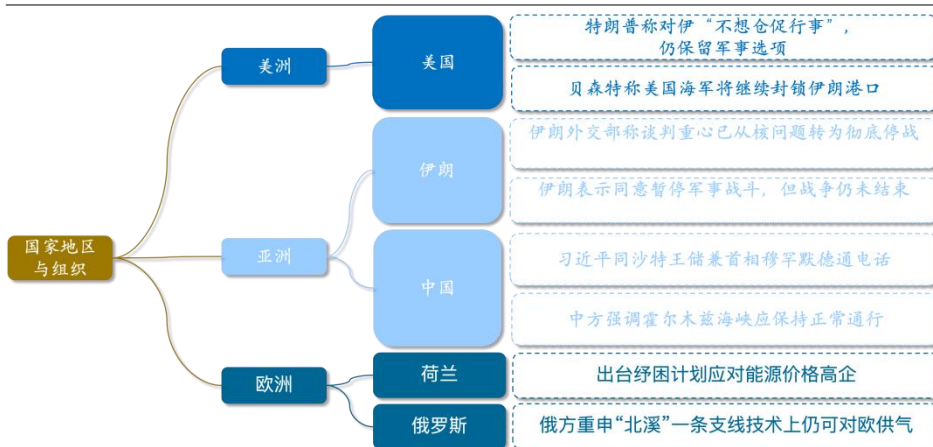 美洲
美国
特朗普称对伊“不想仓促行事”,
仍保留军事选项
贝森特称美国海军将继续封锁伊朗港口
国家地区
与组织
亚洲
伊朗
伊朗外交部称谈判重心已从核问题转为彻底停战
伊朗表示同意暂停军事战斗,但战争仍未结束
中国
习近平同沙特王储兼首相穆罕默德通电话
中方强调霍尔木兹海峡应保持正常通行
欧洲
荷兰
出台纾困计划应对能源价格高企
俄罗斯
俄方重申“北溪”一条支线技术上仍可对欧供气